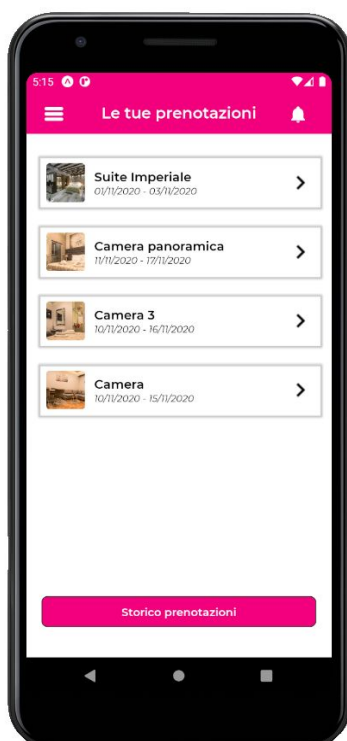 5:15
Le tue prenotazioni
Suite Imperiale
01/11/2020 - 03/11/2020
Camera panoramica
11/11/2020 - 17/11/2020
Camera 3
10/11/2020 - 16/11/2020
Camera
10/11/2020 - 15/11/2020
Storico prenotazioni